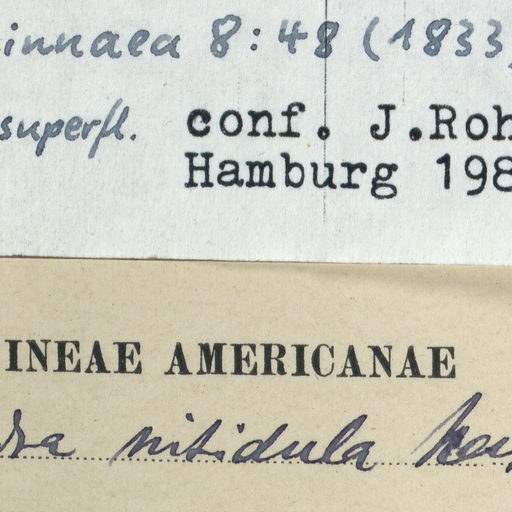 innaea 8:48 (1833
superfl. conf. J.Roh
Hamburg 198
INEAE AMERICANAE
nitidula